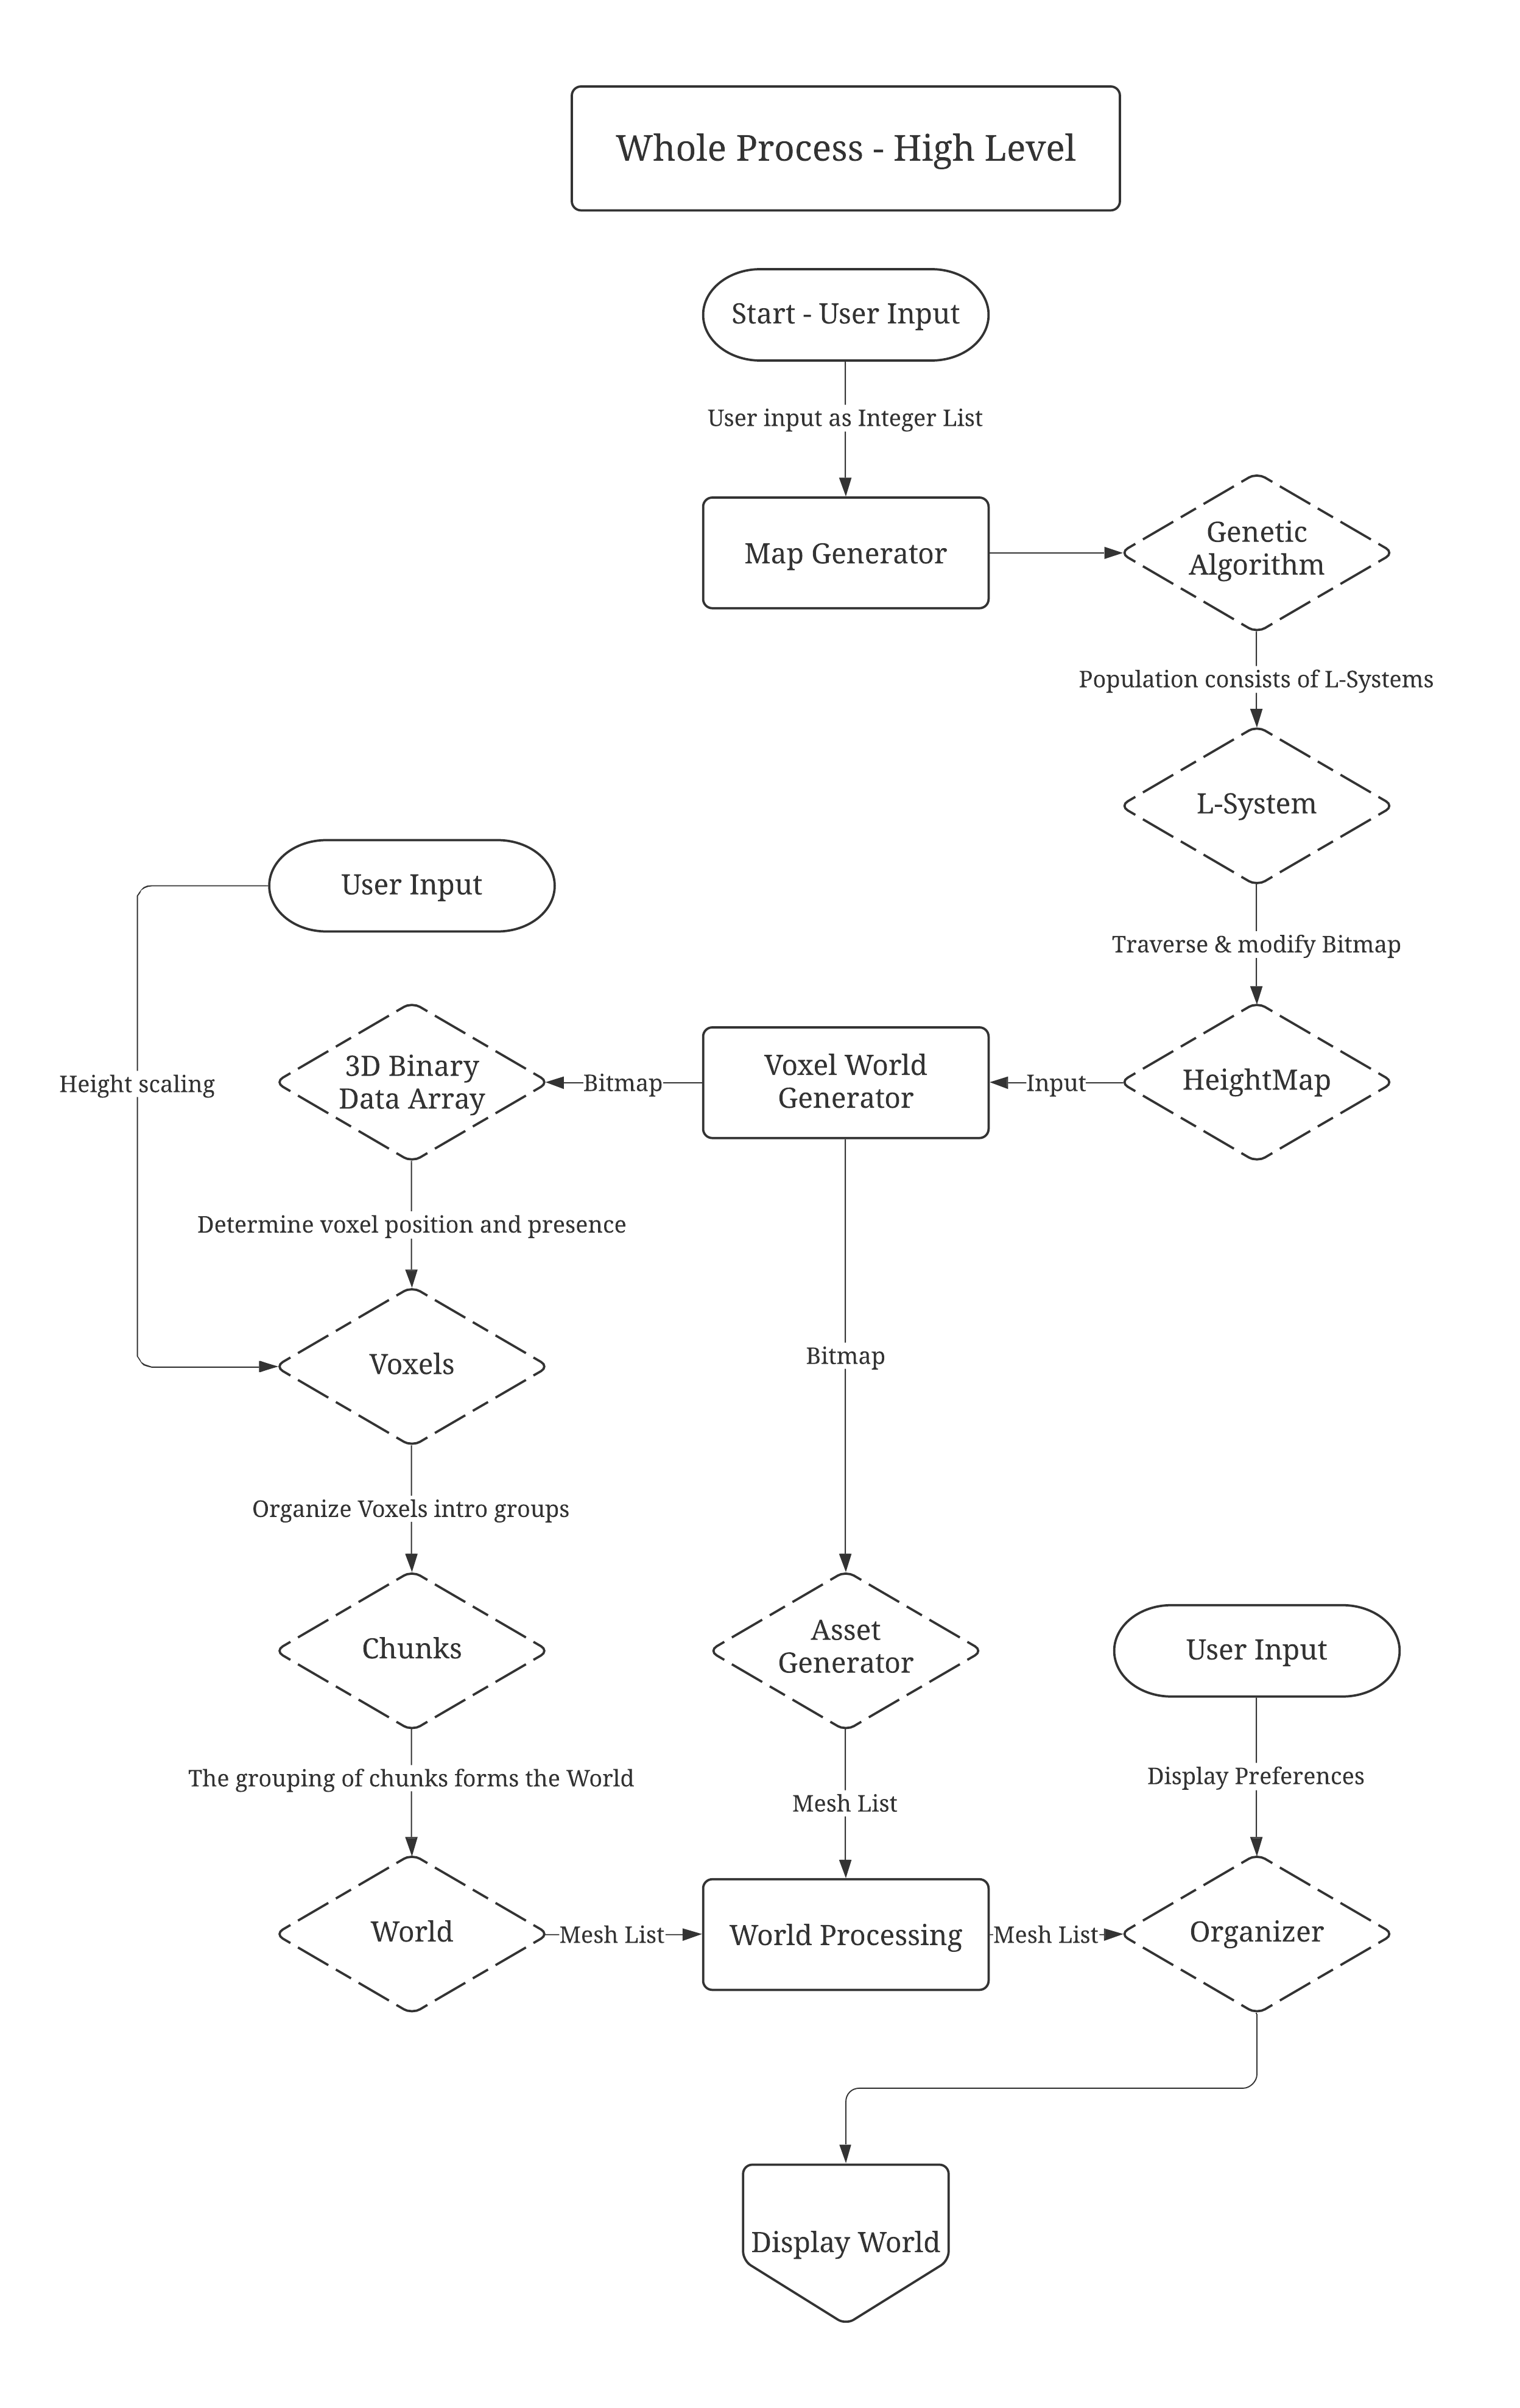 Whole Process - High Level
Start - User Input
User input as Integer List
Map Generator
Genetic
Algorithm
Population consists of L-Systems
L-System
User Input
Traverse & modify Bitmap
Height scaling
3D Binary
Data Array
Bitmap
Voxel World
Generator
Input
HeightMap
Determine voxel position and presence
Bitmap
Voxels
Organize Voxels intro groups
Chunks
Asset
Generator
User Input
The grouping of chunks forms the World
Mesh List
Display Preferences
World
Mesh List
World Processing
Mesh List
Organizer
Display World